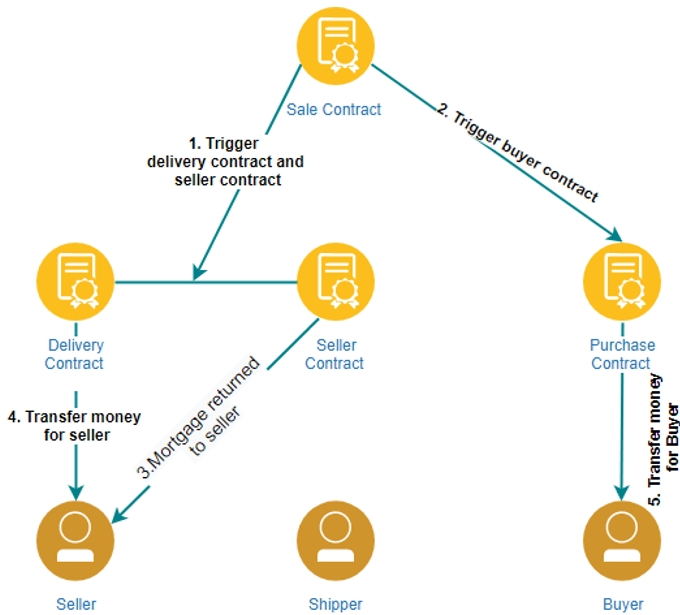 Sale Contract
1. Trigger
delivery contract and
seller contract
2. Trigger buyer contract
Delivery
Contract
Seller
Contract
Purchase
Contract
4. Transfer money
for seller
3.Mortgage returned
to seller
5. Transfer money
for Buyer
Seller
Shipper
Buyer